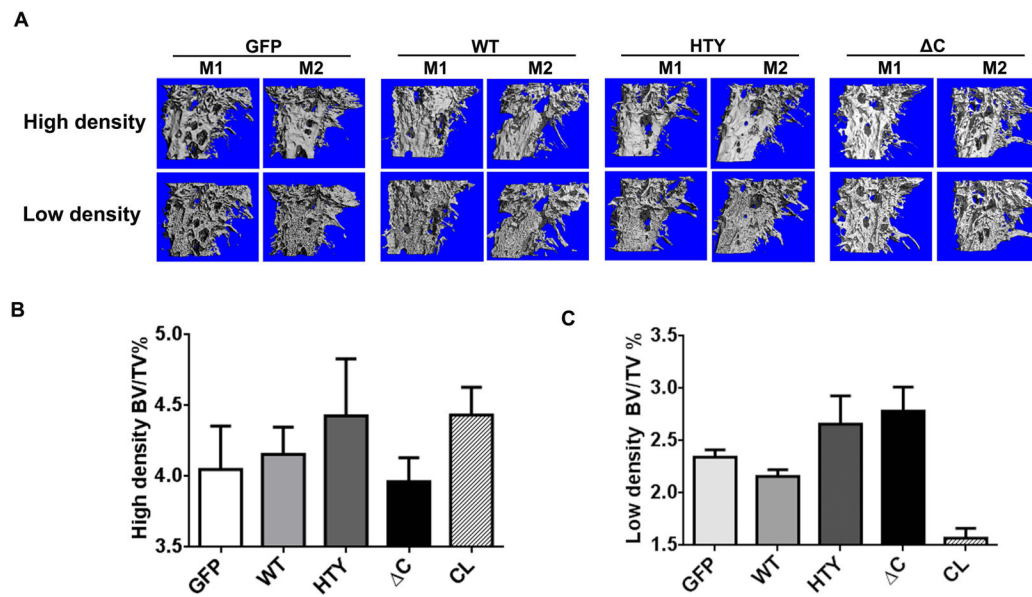 A
GFP WT HTY ΔC
M1 M2 M1 M2 M1 M2 M1 M2
High density
Low density
B
High density BV/TV%
5.0
4.5
4.0
3.5
GFP WT HTY ΔC CL
C
Low density BV/TV %
3.5
3.0
2.5
2.0
1.5
GFP WT HTY ΔC CL